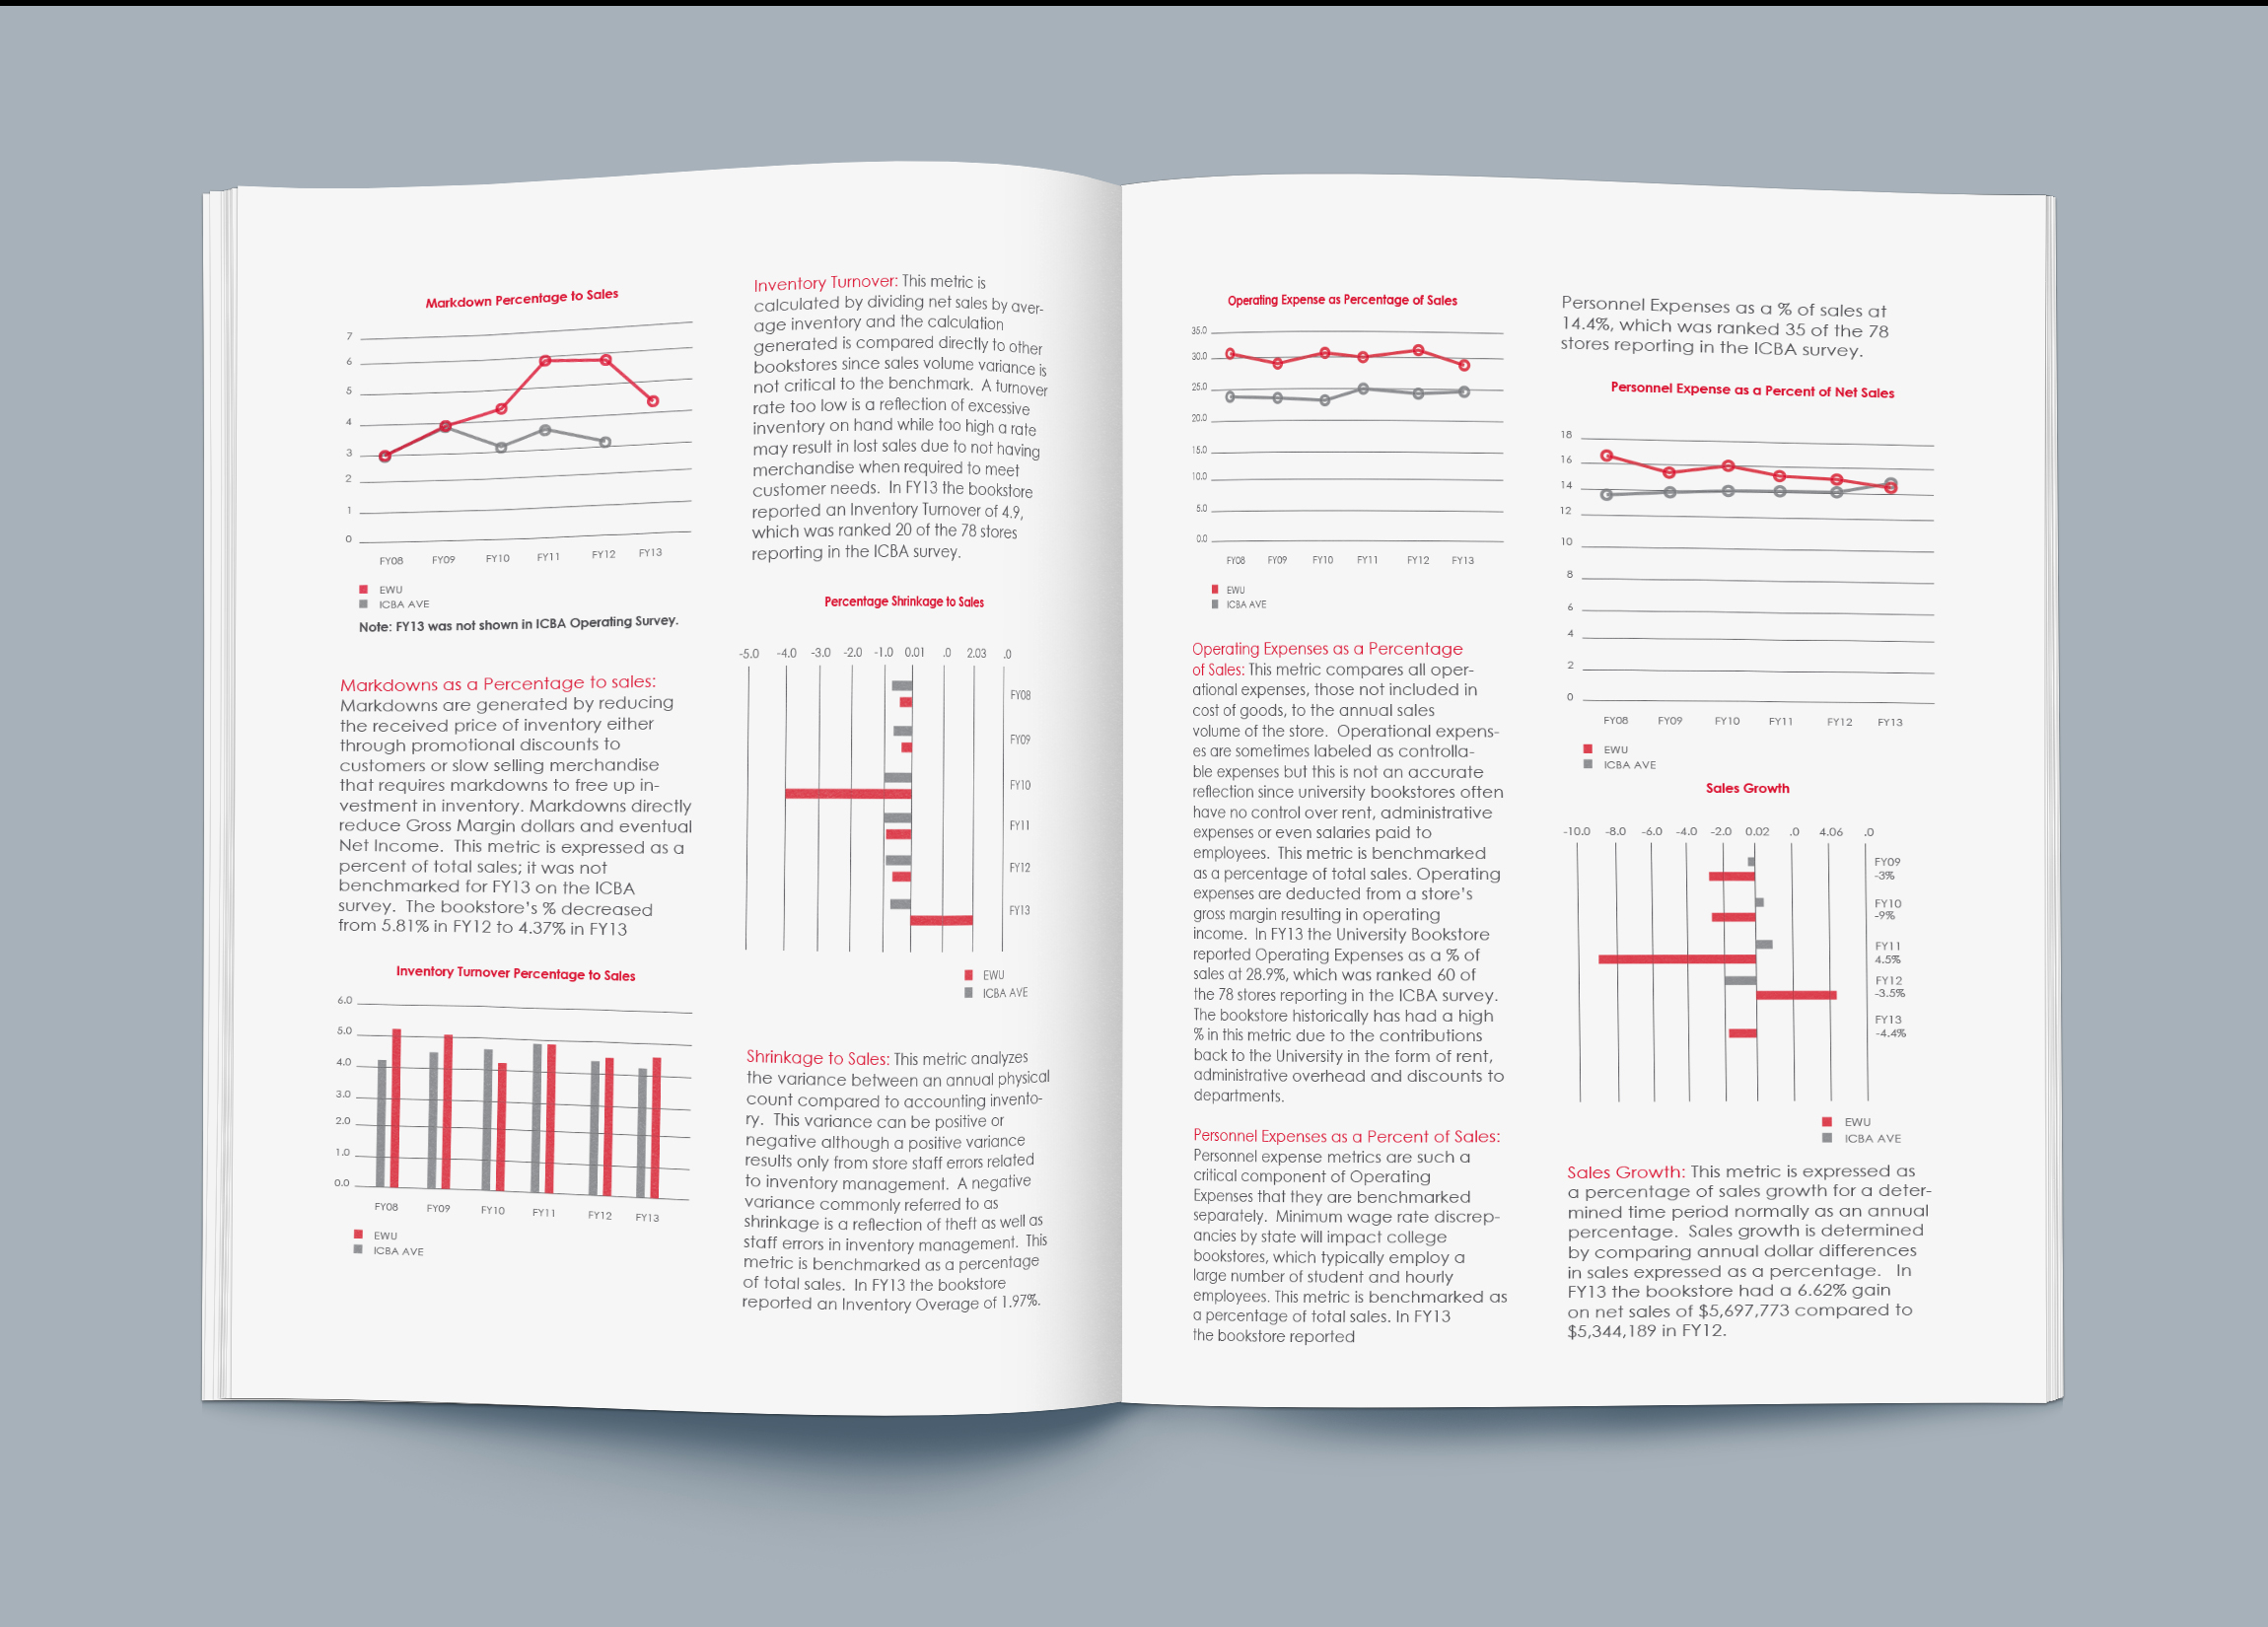 Markdown Percentage to Sales
7
6
5
4
3
2
1
0
FY08 FY09 FY10 FY11 FY12 FY13
EWU
ICBA AVE
Note: FY13 was not shown in ICBA Operating Survey.
Markdowns as a Percentage to sales:
Markdowns are generated by reducing
the received price of inventory either
through promotional discounts to
customers or slow selling merchandise
that requires markdowns to free up in-
vestment in inventory. Markdowns directly
reduce Gross Margin dollars and eventual
Net Income. This metric is expressed as a
percent of total sales; it was not
benchmarked for FY13 on the ICBA
survey. The bookstore's % decreased
from 5.81% in FY12 to 4.37% in FY13
Inventory Turnover Percentage to Sales
6.0
5.0
4.0
3.0
2.0
1.0
0.0
FY08 FY09 FY10 FY11 FY12 FY13
EWU
ICBA AVE
Inventory Turnover: This metric is
calculated by dividing net sales by aver-
age inventory and the calculation
generated is compared directly to other
bookstores since sales volume variance is
not critical to the benchmark. A turnover
rate too low is a reflection of excessive
inventory on hand while too high a rate
may result in lost sales due to not having
merchandise when required to meet
customer needs. In FY13 the bookstore
reported an Inventory Turnover of 4.9,
which was ranked 20 of the 78 stores
reporting in the ICBA survey.
Percentage Shrinkage to Sales
-5.0 -4.0 -3.0 -2.0 -1.0 0.01 .0 2.03 .0
FY08
FY09
FY10
FY11
FY12
FY13
EWU
ICBA AVE
Shrinkage to Sales: This metric analyzes
the variance between an annual physical
count compared to accounting invento-
ry. This variance can be positive or
negative although a positive variance
results only from store staff errors related
to inventory management. A negative
variance commonly referred to as
shrinkage is a reflection of theft as well as
staff errors in inventory management. This
metric is benchmarked as a percentage
of total sales. In FY13 the bookstore
reported an Inventory Overage of 1.97%.
Operating Expense as Percentage of Sales
35.0
30.0
25.0
20.0
15.0
10.0
5.0
0.0
FY08 FY09 FY10 FY11 FY12 FY13
EWU
ICBA AVE
Operating Expenses as a Percentage
of Sales: This metric compares all oper-
ational expenses, those not included in
cost of goods, to the annual sales
volume of the store. Operational expens-
es are sometimes labeled as controlla-
ble expenses but this is not an accurate
reflection since university bookstores often
have no control over rent, administrative
expenses or even salaries paid to
employees. This metric is benchmarked
as a percentage of total sales. Operating
expenses are deducted from a store's
gross margin resulting in operating
income. In FY13 the University Bookstore
reported Operating Expenses as a % of
sales at 28.9%, which was ranked 60 of
the 78 stores reporting in the ICBA survey.
The bookstore historically has had a high
% in this metric due to the contributions
back to the University in the form of rent,
administrative overhead and discounts to
departments.
Personnel Expenses as a Percent of Sales:
Personnel expense metrics are such a
critical component of Operating
Expenses that they are benchmarked
separately. Minimum wage rate discrep-
ancies by state will impact college
bookstores, which typically employ a
large number of student and hourly
employees. This metric is benchmarked as
a percentage of total sales. In FY13
the bookstore reported
Personnel Expenses as a % of sales at
14.4%, which was ranked 35 of the 78
stores reporting in the ICBA survey.
Personnel Expense as a Percent of Net Sales
18
16
14
12
10
8
6
4
2
0
FY08 FY09 FY10 FY11 FY12 FY13
EWU
ICBA AVE
Sales Growth
-10.0 -8.0 -6.0 -4.0 -2.0 0.02 .0 4.06 .0
FY09
-3%
FY10
-9%
FY11
4.5%
FY12
-3.5%
FY13
-4.4%
EWU
ICBA AVE
Sales Growth: This metric is expressed as
a percentage of sales growth for a deter-
mined time period normally as an annual
percentage. Sales growth is determined
by comparing annual dollar differences
in sales expressed as a percentage. In
FY13 the bookstore had a 6.62% gain
on net sales of $5,697,773 compared to
$5,344,189 in FY12.